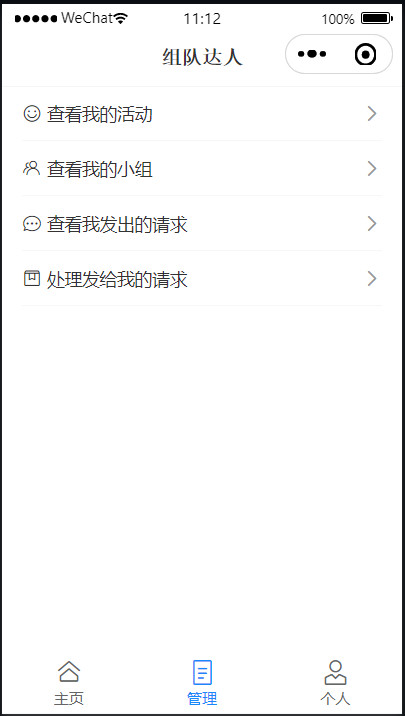 WeChat 11:12 100%
组队达人
查看我的活动
查看我的小组
查看我发出的请求
处理发给我的请求
主页 管理 个人